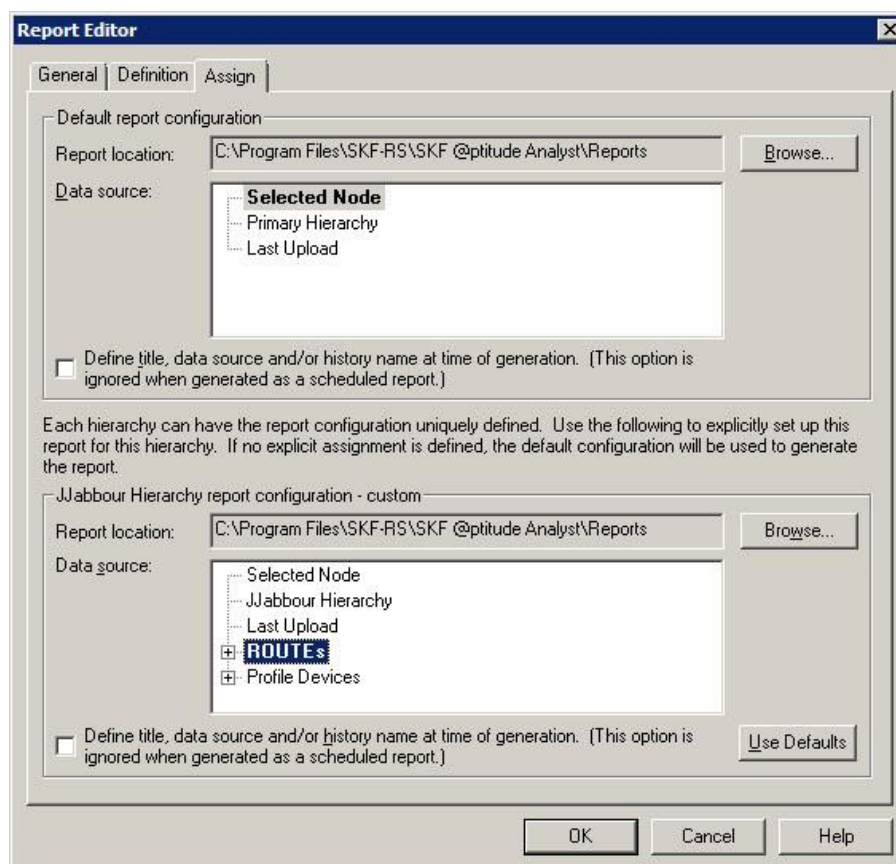 Report Editor
General
Definition
Assign
Default report configuration
Report location:
C:\Program Files\SKF-RS\SKF @ptitude Analyst\Reports
Browse...
Data source:
Selected Node
Primary Hierarchy
Last Upload
Define title, data source and/or history name at time of generation. (This option is
ignored when generated as a scheduled report.)
Each hierarchy can have the report configuration uniquely defined. Use the following to explicitly set up this
report for this hierarchy. If no explicit assignment is defined, the default configuration will be used to generate
the report.
JJabbour Hierarchy report configuration - custom
Report location:
C:\Program Files\SKF-RS\SKF @ptitude Analyst\Reports
Browse...
Data source:
Selected Node
JJabbour Hierarchy
Last Upload
ROUTEs
Profile Devices
Define title, data source and/or history name at time of generation. (This option is
ignored when generated as a scheduled report.)
Use Defaults
OK
Cancel
Help